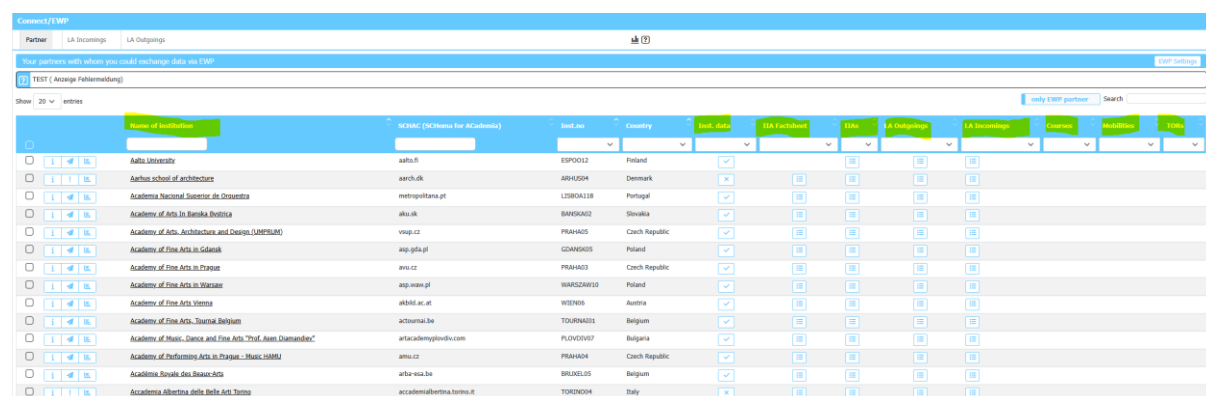 Connect/EWP
Partner LA Incomings LA Outgoings
Your partners with whom you could exchange data via EWP EWP Settings
TEST ( Anzeige Fehlermeldung)
Show 20 entries only EWP partner Search
Name of institution SCHAC (SCHema for ACademia) Inst.no Country Inst. data IIA Factsheet IIAs LA Outgoings LA Incomings Courses Mobilities TORs
Aalto University aalto.fi ESPOO12 Finland
Aarhus school of architecture aarch.dk ARHUS04 Denmark
Academia Nacional Superior de Orquestra metropolitana.pt LISBOA118 Portugal
Academy of Arts In Banska Bystrica aku.sk BANSKA02 Slovakia
Academy of Arts, Architecture and Design (UMPRUM) vsup.cz PRAHA05 Czech Republic
Academy of Fine Arts in Gdansk asp.gda.pl GDANSK05 Poland
Academy of Fine Arts in Prague avu.cz PRAHA03 Czech Republic
Academy of Fine Arts in Warsaw asp.waw.pl WARSZAW10 Poland
Academy of Fine Arts Vienna akbild.ac.at WIEN06 Austria
Academy of Fine Arts, Tournai Belgium actournai.be TOURNAI01 Belgium
Academy of Music, Dance and Fine Arts "Prof. Asen Diamandiev" artacademyplovdiv.com PLOVDIV07 Bulgaria
Academy of Performing Arts in Prague - Music HAMU amu.cz PRAHA04 Czech Republic
Académie Royale des Beaux-Arts arba-esa.be BRUXEL05 Belgium
Accademia Albertina delle Belle Arti Torino accademialbertina.torino.it TORINO04 Italy